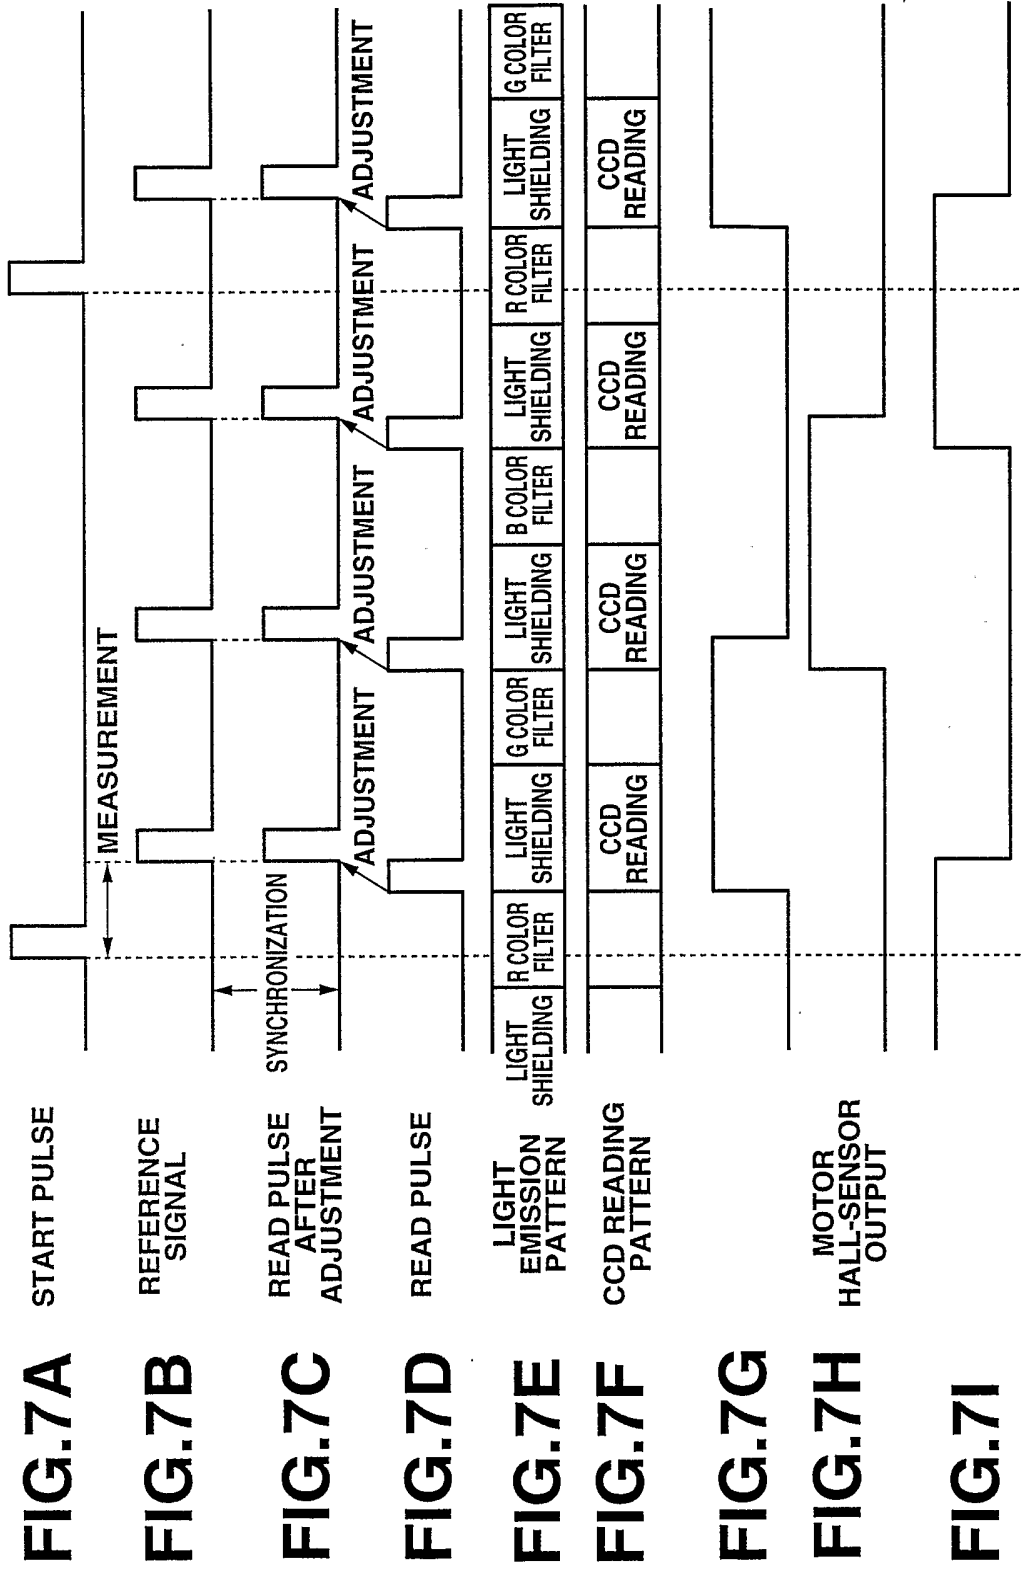 FIG.7A
START PULSE
MEASUREMENT
FIG.7B
REFERENCE
SIGNAL
SYNCHRONIZATION
FIG.7C
READ PULSE
AFTER
ADJUSTMENT
ADJUSTMENT
ADJUSTMENT
ADJUSTMENT
ADJUSTMENT
FIG.7D
READ PULSE
FIG.7E
LIGHT
EMISSION
PATTERN
LIGHT
SHIELDING
R COLOR
FILTER
LIGHT
SHIELDING
G COLOR
FILTER
LIGHT
SHIELDING
B COLOR
FILTER
LIGHT
SHIELDING
R COLOR
FILTER
LIGHT
SHIELDING
G COLOR
FILTER
FIG.7F
CCD READING
PATTERN
CCD
READING
CCD
READING
CCD
READING
CCD
READING
FIG.7G
FIG.7H
MOTOR
HALL-SENSOR
OUTPUT
FIG.7I